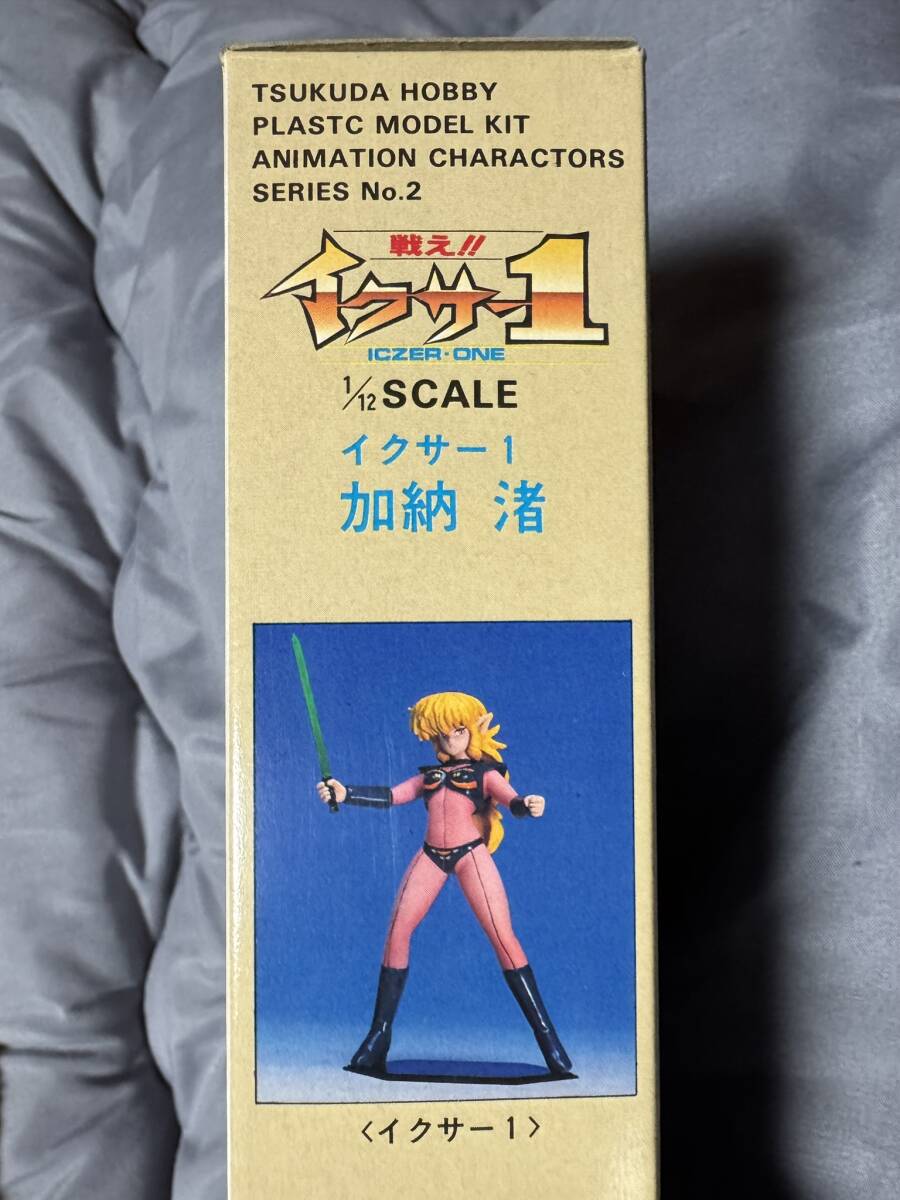 TSUKUDA HOBBY
PLASTC MODEL KIT
ANIMATION CHARACTORS
SERIES No.2
戦え!!
イクサー1
ICZER・ONE
1/12 SCALE
イクサー1
加納 渚
〈イクサー1〉